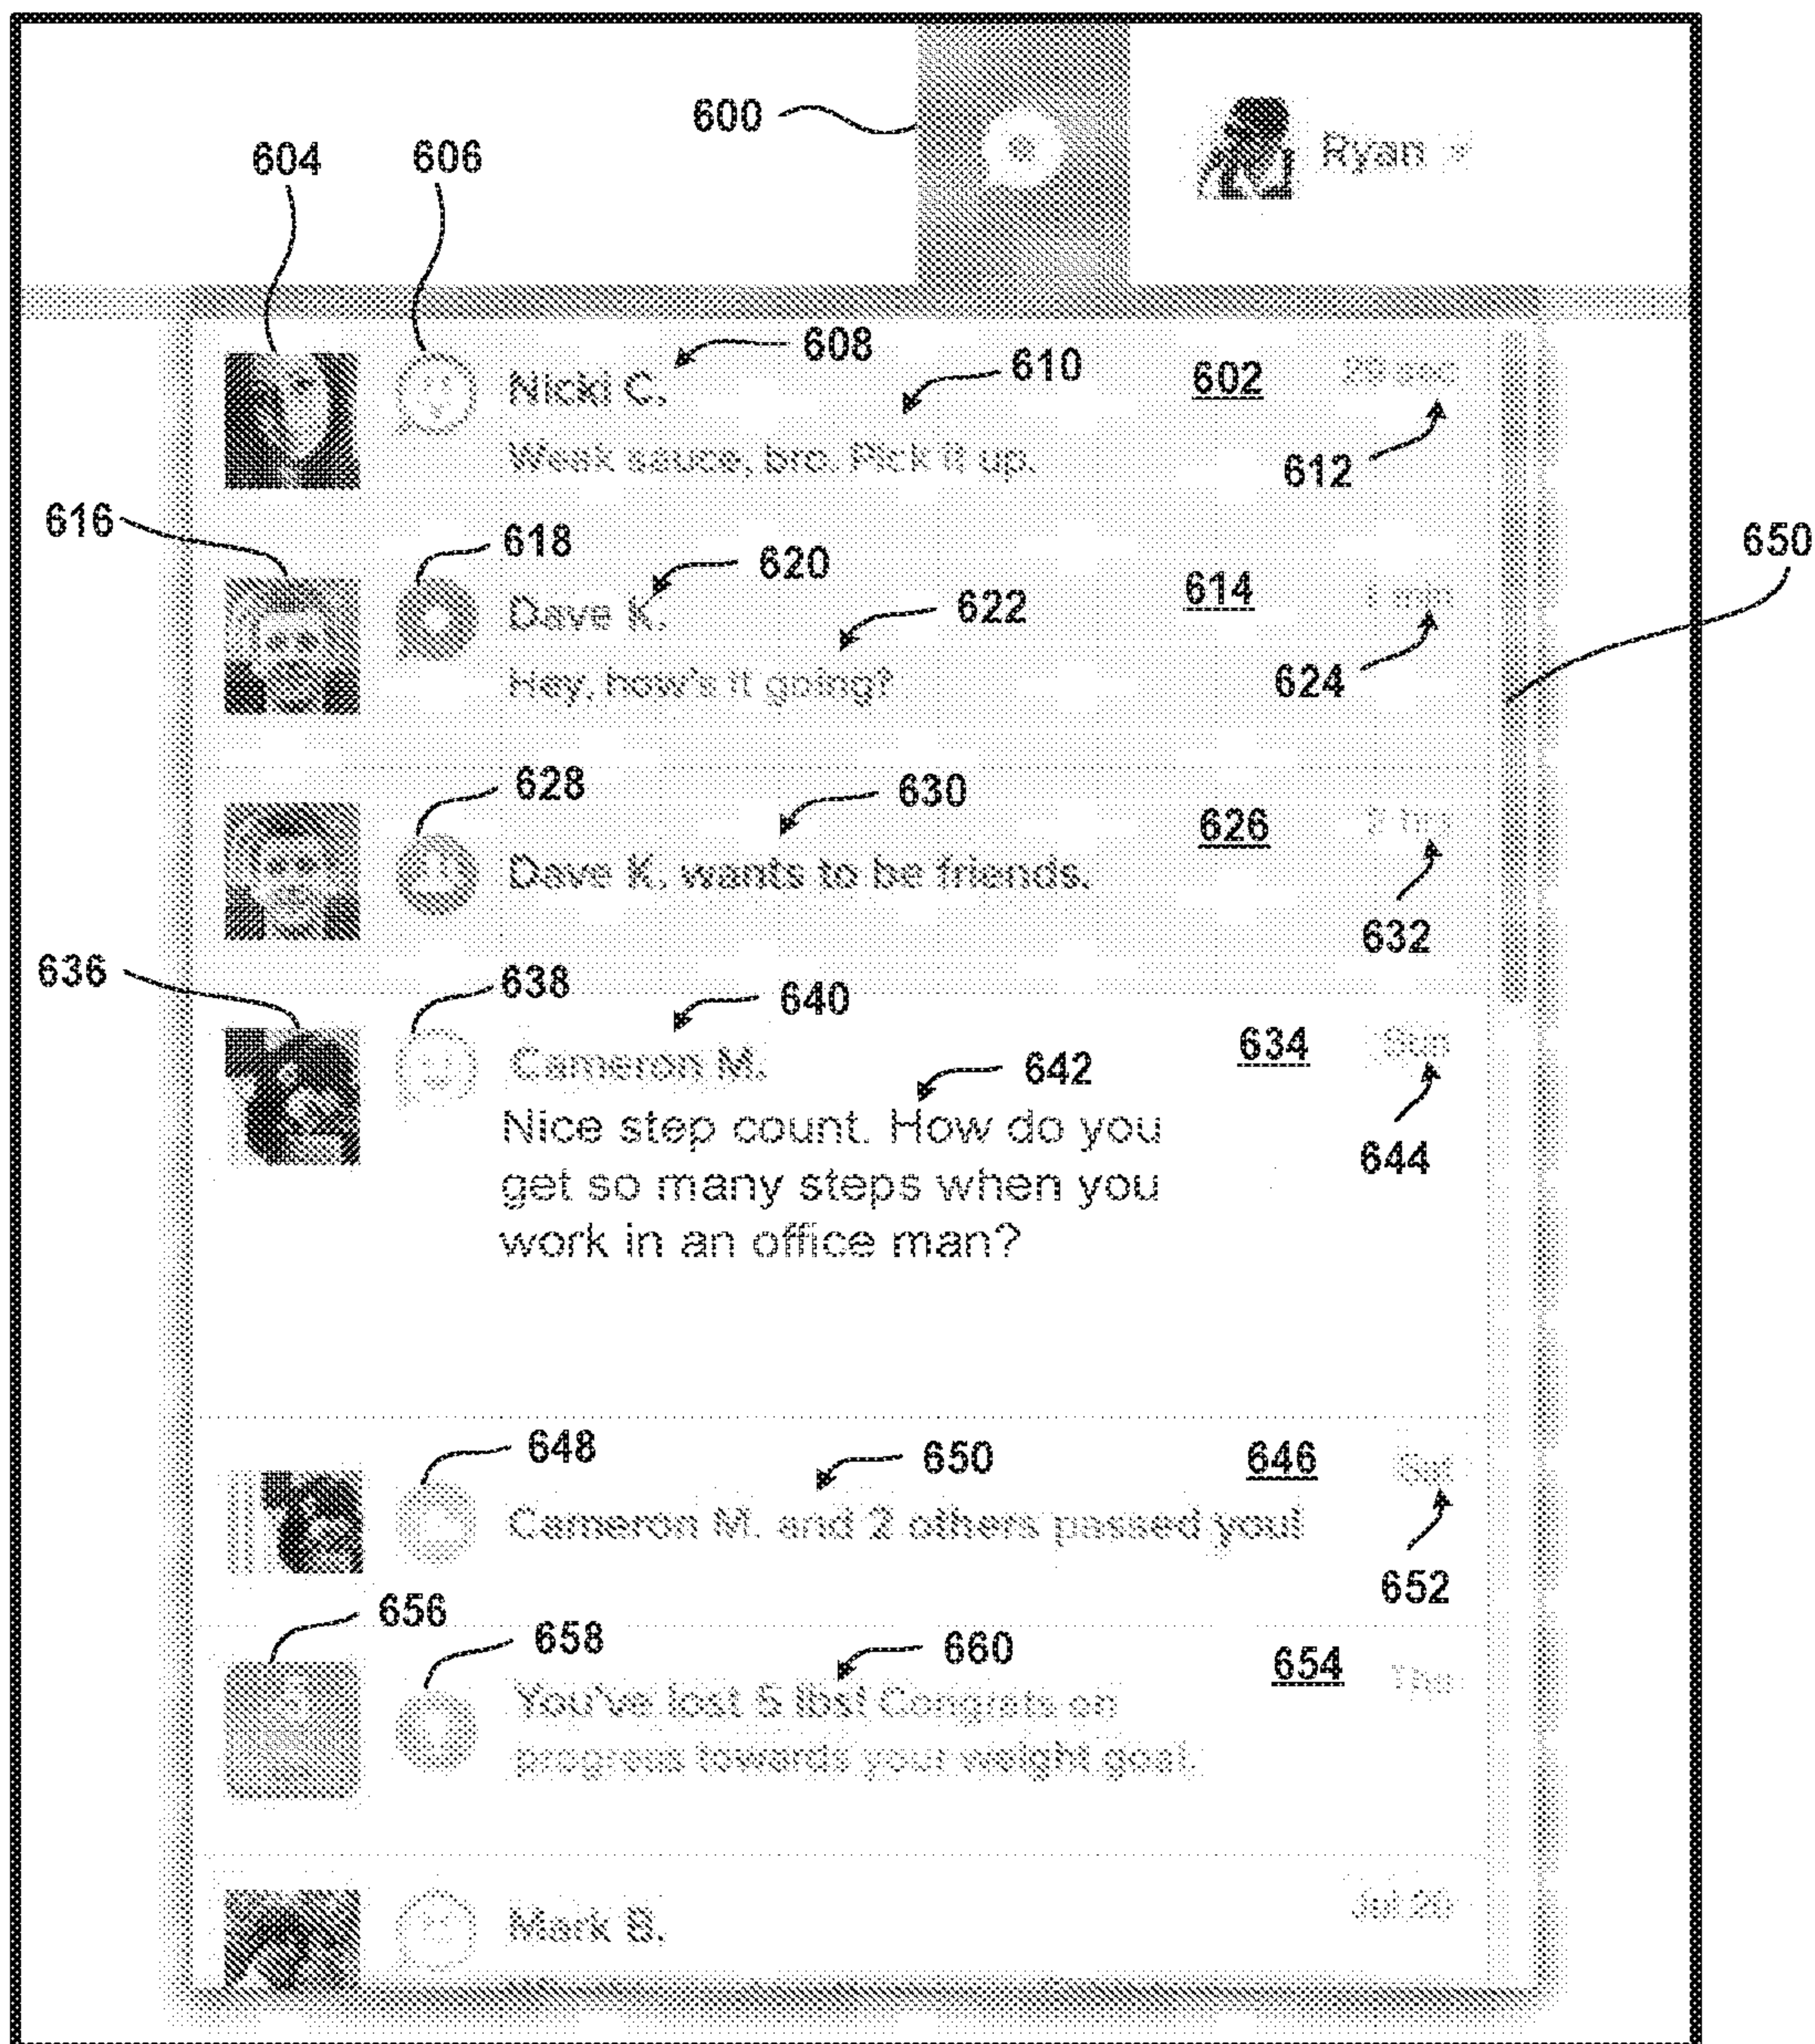 600
Ryan
604
606
608
610
602
Nicki C.
Weak sauce, bro. Pick it up.
612
616
618
620
614
650
Dave K.
622
Hey, how's it going?
624
628
630
626
Dave K. wants to be friends.
632
636
638
640
634
Cameron M.
Sun
642
Nice step count. How do you
get so many steps when you
work in an office man?
644
648
650
646
Cameron M. and 2 others passed you!
652
656
658
660
654
You've lost 5 lbs! Congrats on
progress towards your weight goal.
Mark B.
Jul 20